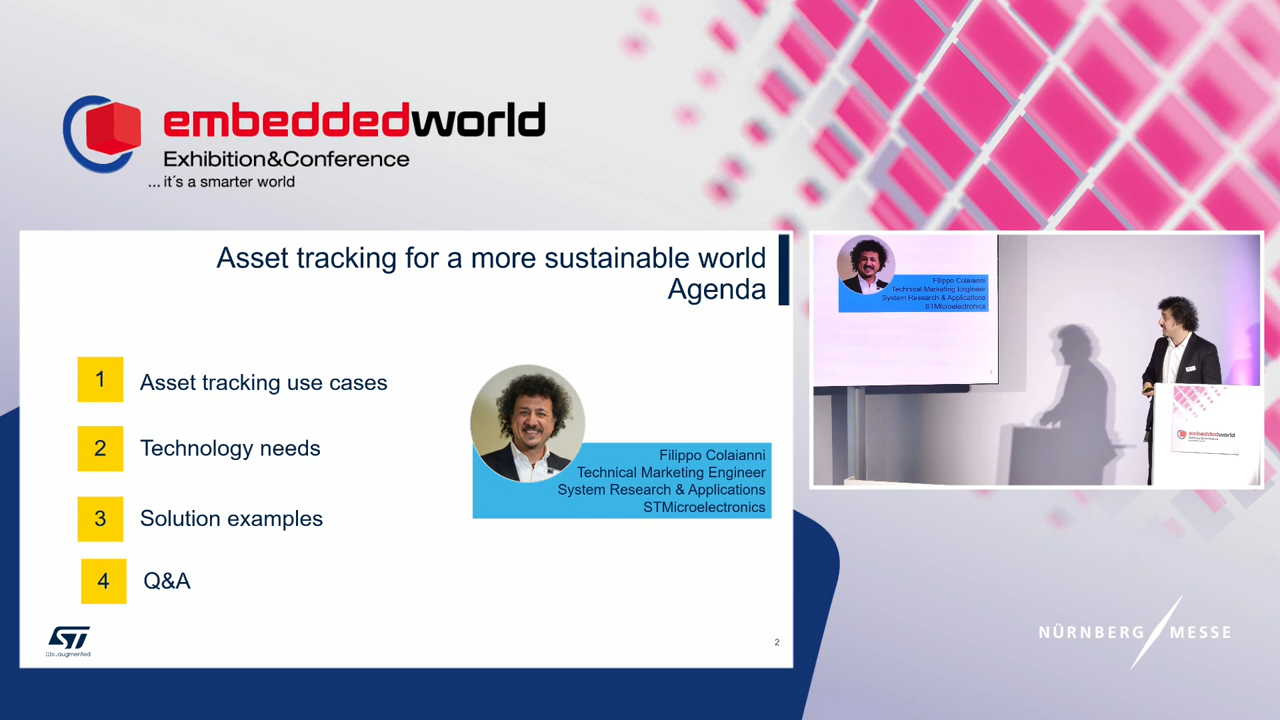 embeddedworld
Exhibition&Conference
... it´s a smarter world
Asset tracking for a more sustainable world
Agenda
1 Asset tracking use cases
2 Technology needs
3 Solution examples
4 Q&A
Filippo Colaianni
Technical Marketing Engineer
System Research & Applications
STMicroelectronics
ST
life.augmented
2
Filippo Colaianni
Technical Marketing Engineer
System Research & Applications
STMicroelectronics
embeddedworld
NÜRNBERG MESSE